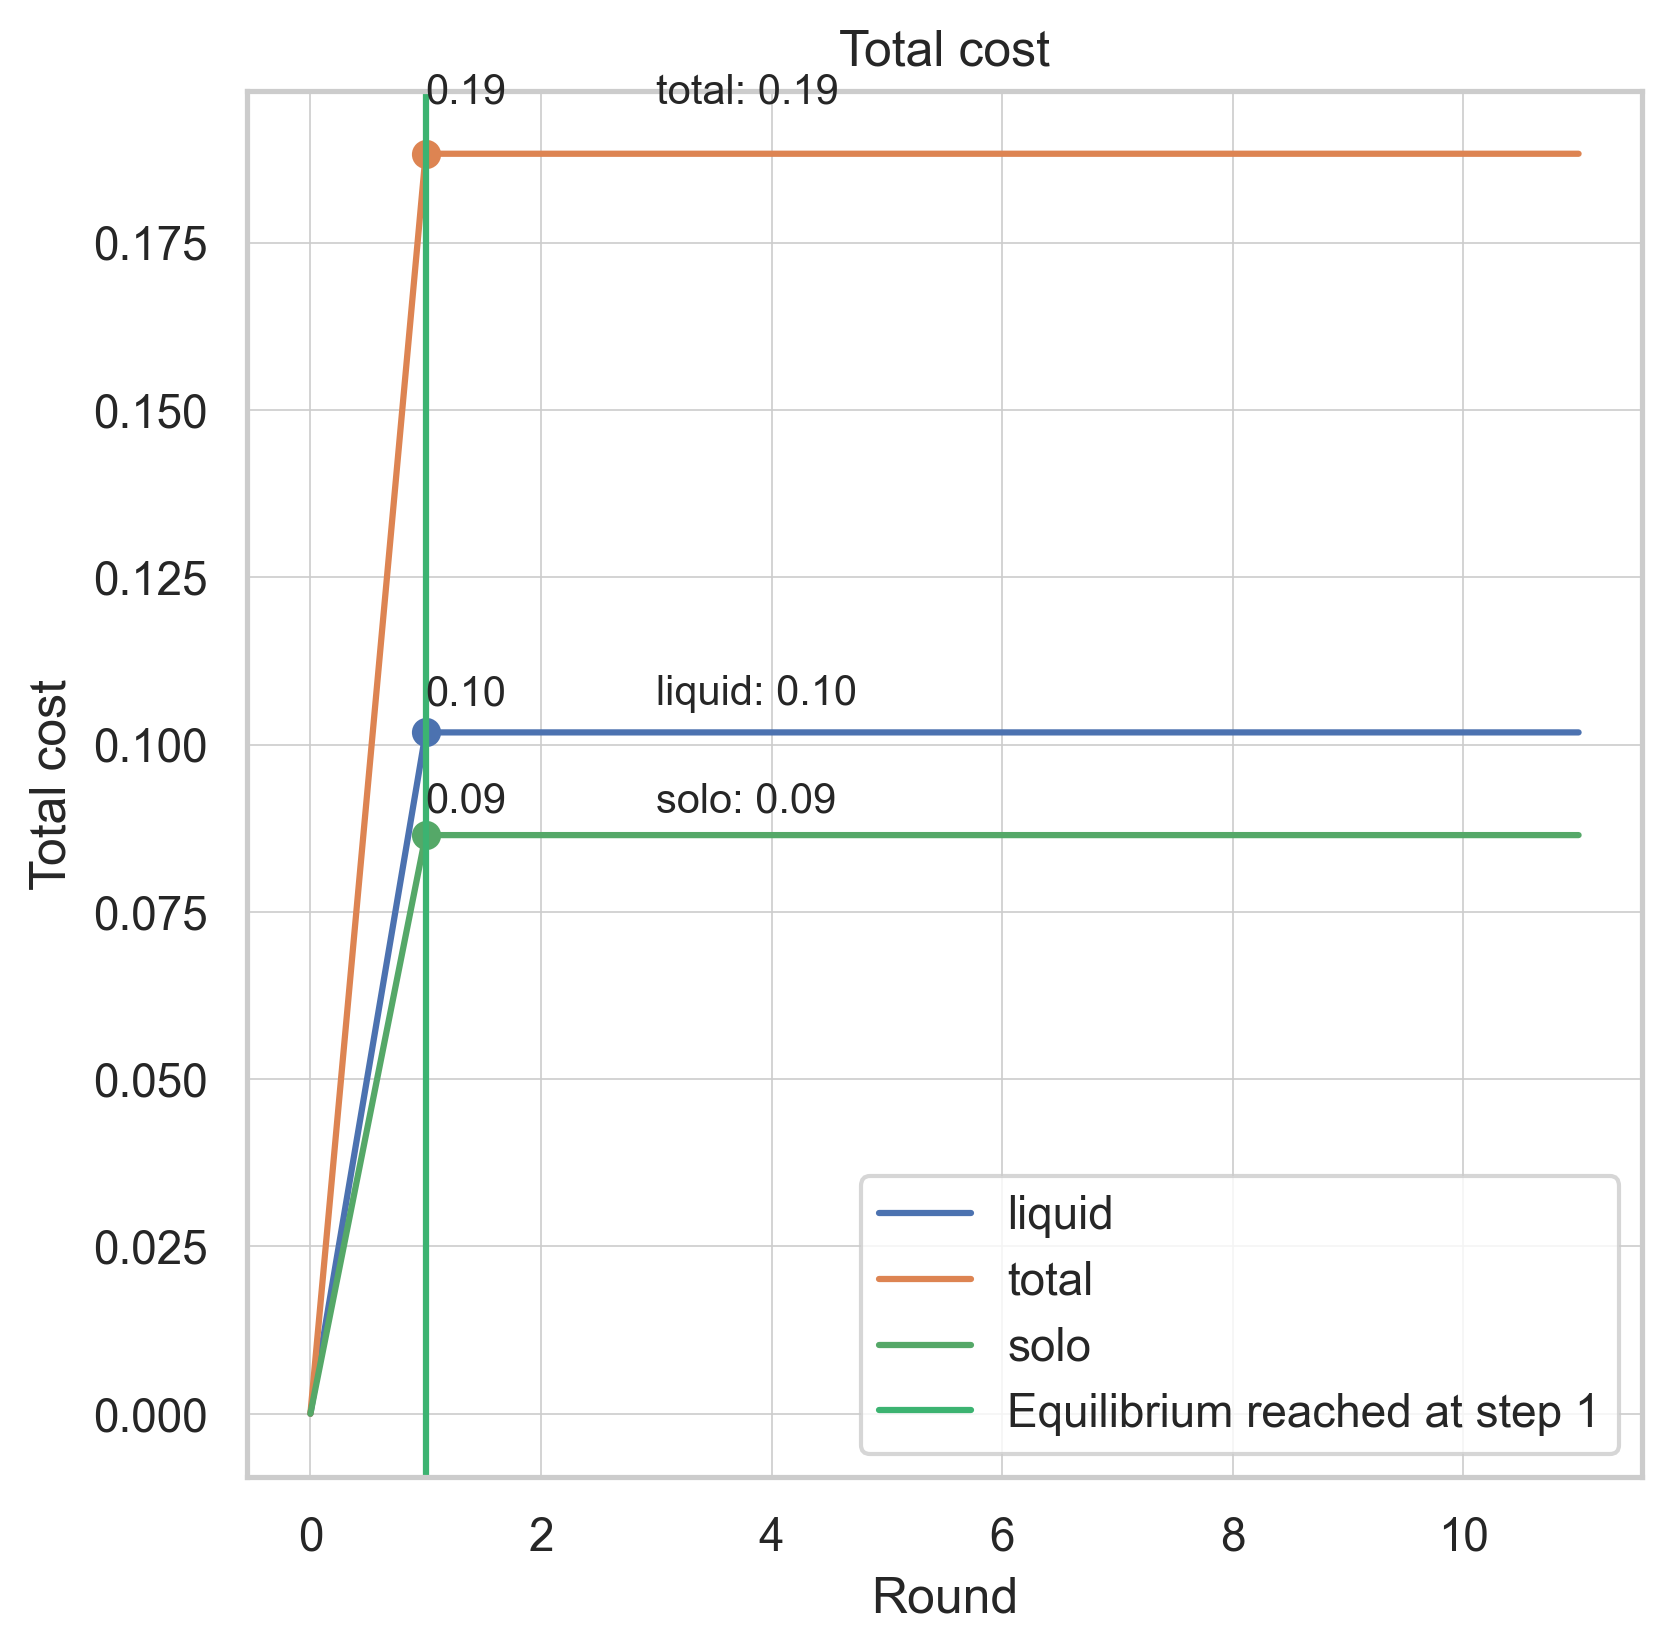 Total cost
0.19
total: 0.19
0.175
0.150
0.125
0.10
liquid: 0.10
0.100
0.09
solo: 0.09
0.075
0.050
0.025
0.000
Total cost
liquid
total
solo
Equilibrium reached at step 1
0 2 4 6 8 10
Round